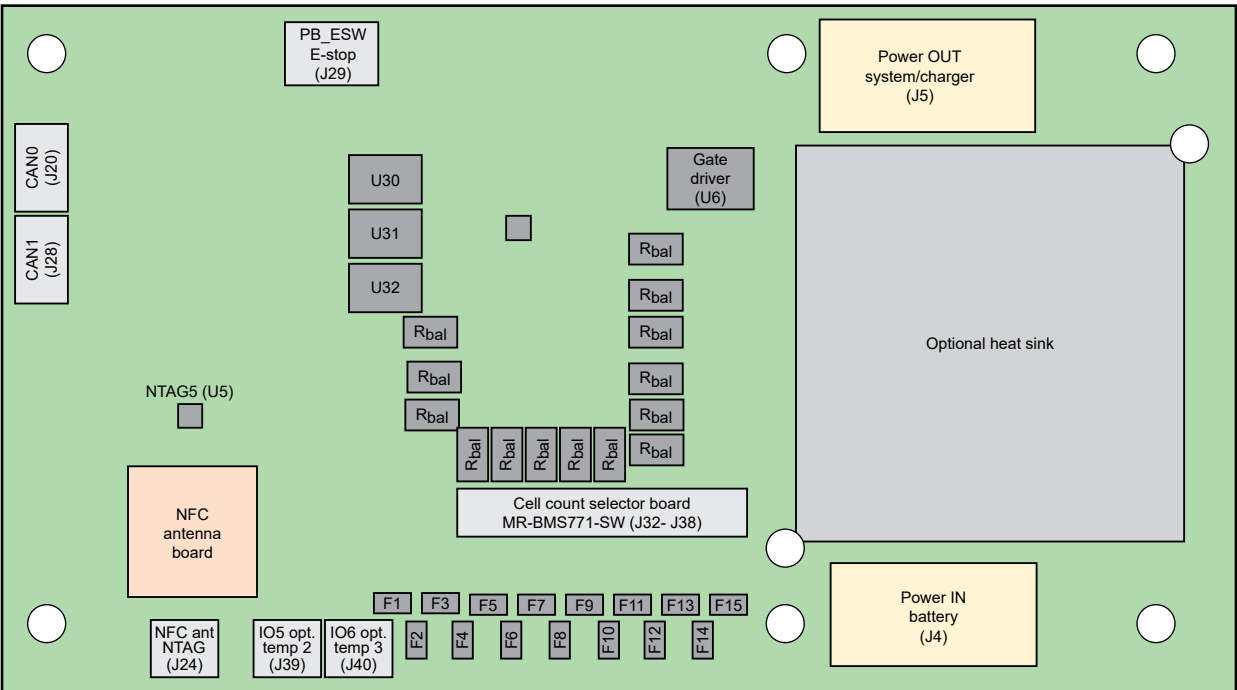 PB_ESW
E-stop
(J29)
Power OUT
system/charger
(J5)
CAN0
(J20)
CAN1
(J28)
U30
U31
U32
Gate
driver
(U6)
Rbal
Rbal
Rbal
Rbal
Rbal
Rbal
Rbal
Rbal
Rbal
Rbal
Rbal
Rbal
Rbal
Rbal
Optional heat sink
NTAG5 (U5)
NFC
antenna
board
Cell count selector board
MR-BMS771-SW (J32- J38)
F1
F3
F5
F7
F9
F11
F13
F15
F2
F4
F6
F8
F10
F12
F14
NFC ant
NTAG
(J24)
IO5 opt.
temp 2
(J39)
IO6 opt.
temp 3
(J40)
Power IN
battery
(J4)